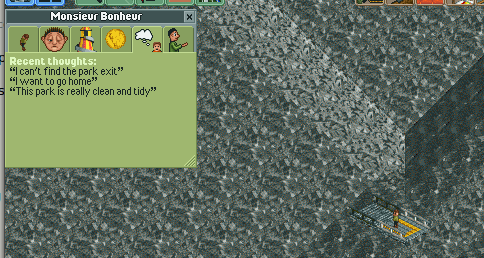 Monsieur Bonheur
Recent thoughts:
“I can't find the park exit”
“I want to go home”
“This park is really clean and tidy”